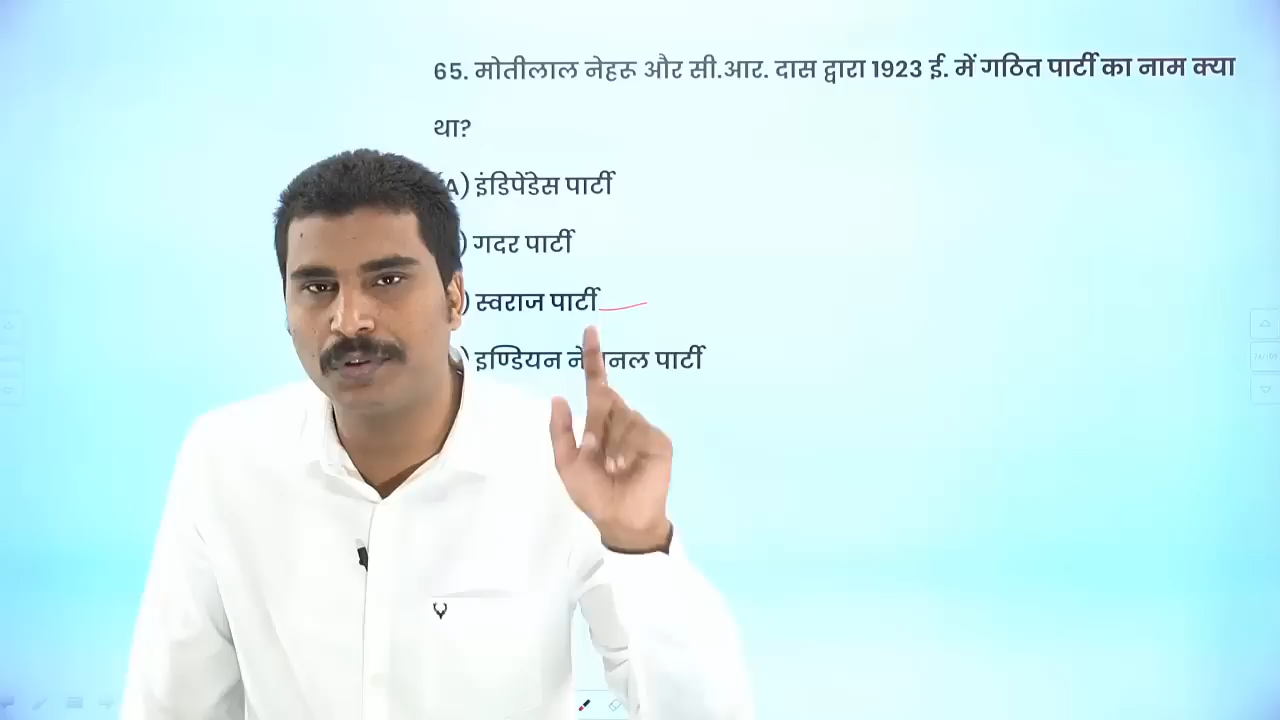 65. मोतीलाल नेहरू और सी.आर. दास द्वारा 1923 ई. में गठित पार्टी का नाम क्या
था?
A) इंडिपेंडेस पार्टी
) गदर पार्टी
) स्वराज पार्टी
) इण्डियन पार्टी